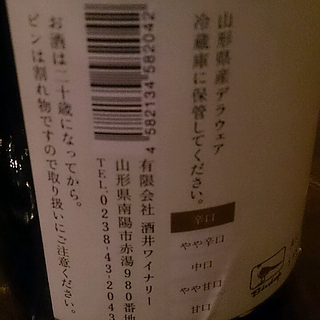 山形県産デラウェア
冷蔵庫に保管してください。
辛口
やや辛口
中口
やや甘口
甘口
4 582134 582042
有限会社 酒井ワイナリー
山形県南陽市赤湯980番地
TEL.0238-43-2043
お酒は二十歳になってから。
ビンは割れ物ですので取り扱いにご注意ください。